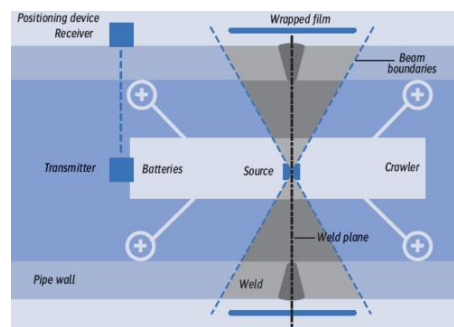 Positioning device
Receiver
Wrapped film
Beam
boundaries
Transmitter
Batteries
Source
Crawler
Weld plane
Pipe wall
Weld